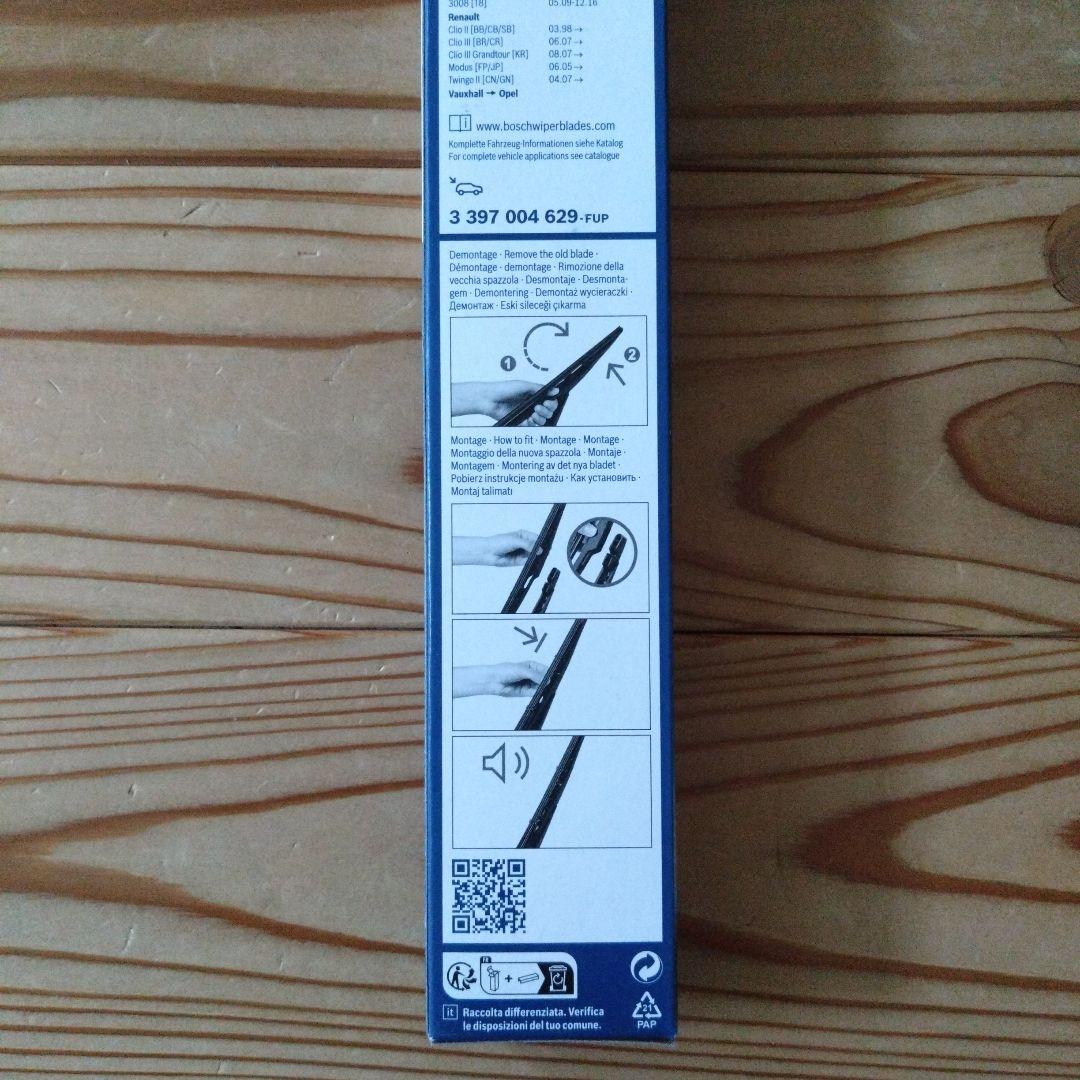 3008 [T8] 05.09-12.16
Renault
Clio II [BB/CB/SB] 03.98→
Clio III [BR/CR] 06.07→
Clio III Grandtour [KR] 08.07→
Modus [FP/JP] 06.05→
Twingo II [CN/GN] 04.07→
Vauxhall → Opel
i www.boschwiperblades.com
Komplette Fahrzeug-Informationen siehe Katalog
For complete vehicle applications see catalogue
3 397 004 629-FUP
Demontage · Remove the old blade ·
Démontage · demontage · Rimozione della
vecchia spazzola · Desmontaje · Desmonta-
gem · Demontering · Demontaż wycieraczki ·
Демонтаж · Eski sileceği çıkarma
1
2
Montage · How to fit · Montage · Montage ·
Montaggio della nuova spazzola · Montaje ·
Montagem · Montering av det nya bladet ·
Pobierz instrukcje montażu · Как установить ·
Montaj talimatı
FR
+
it Raccolta differenziata. Verifica
le disposizioni del tuo comune.
21
PAP